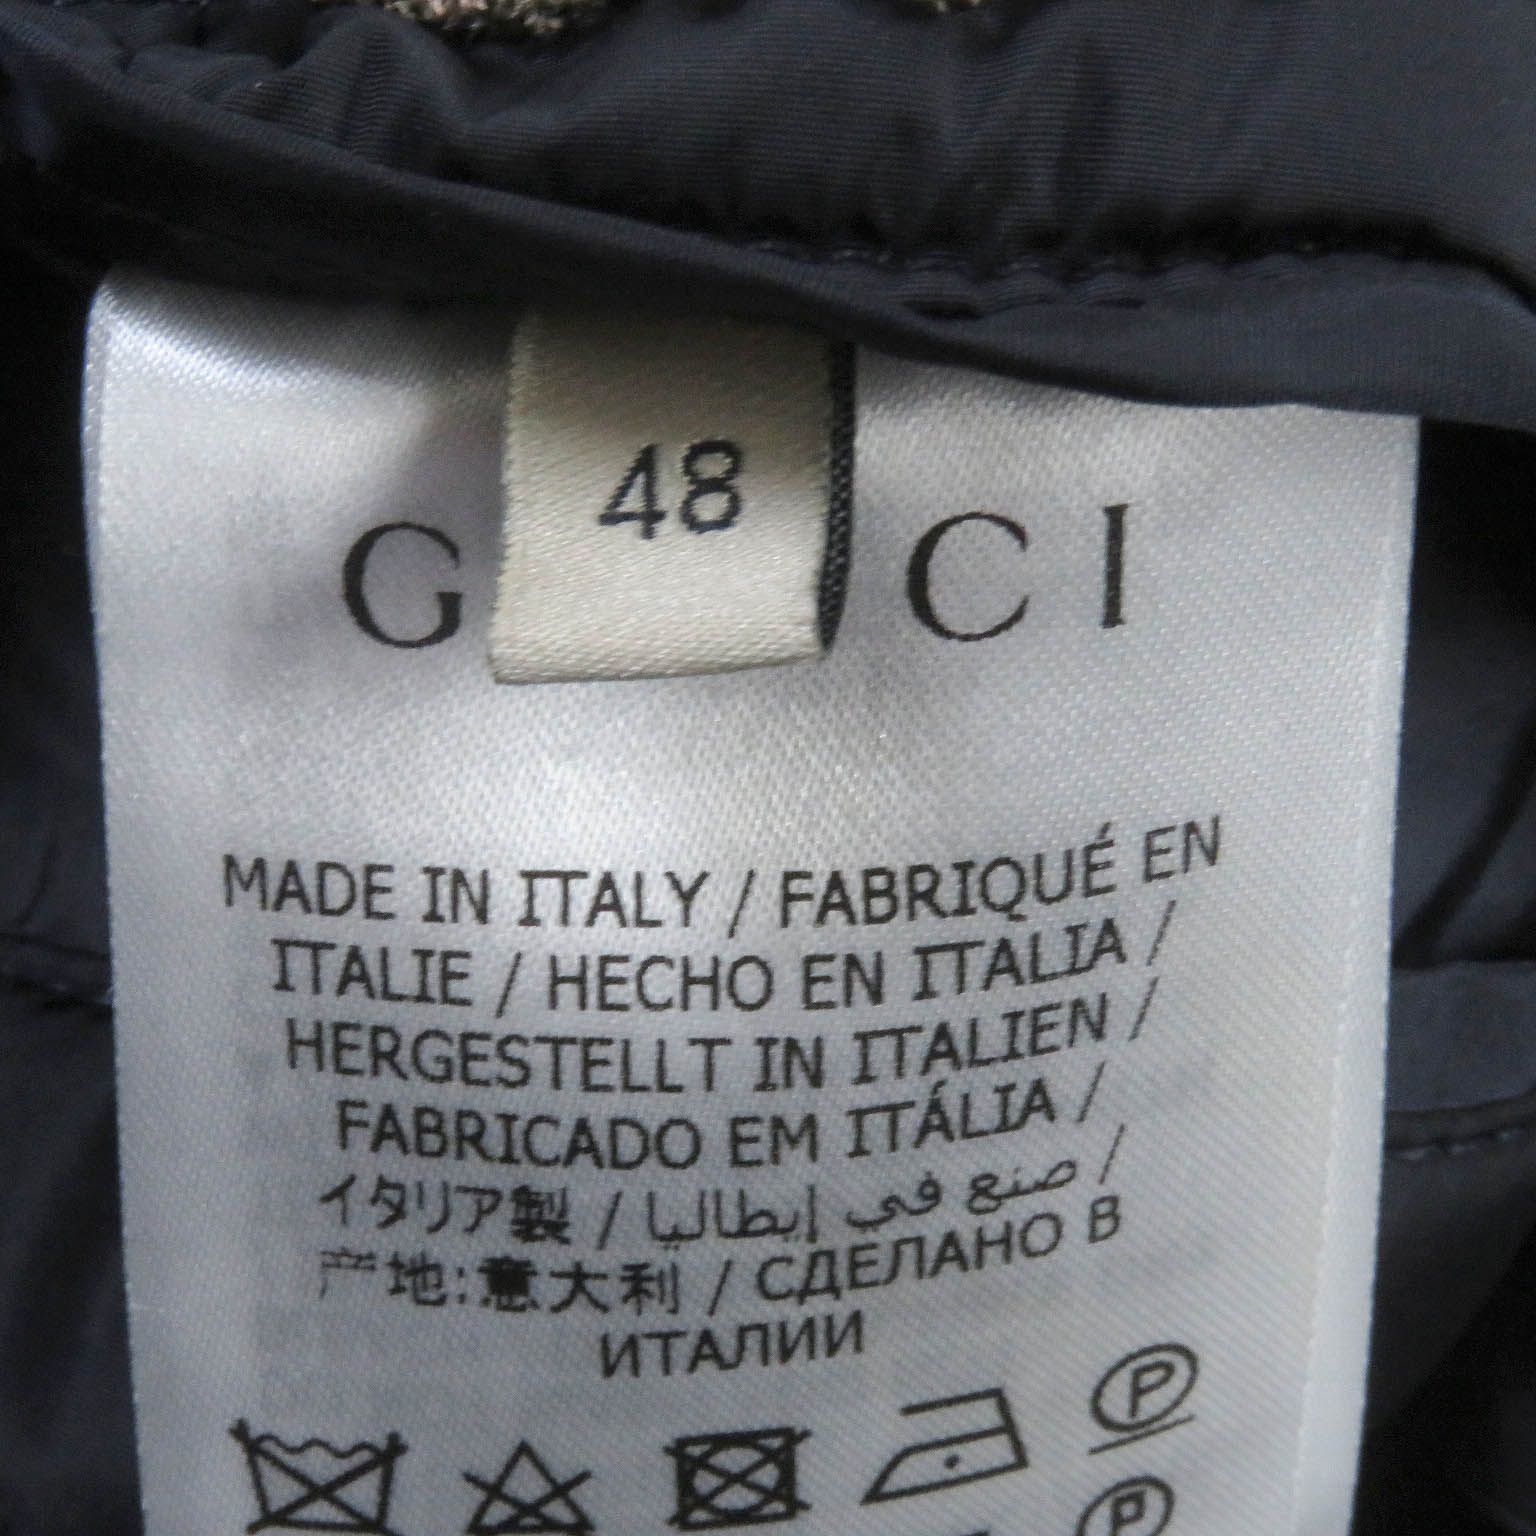 48
G CI
MADE IN ITALY / FABRIQUÉ EN
ITALIE / HECHO EN ITALIA /
HERGESTELLT IN ITALIEN /
FABRICADO EM ITÁLIA /
イタリア製 / صنع في إيطاليا /
产地:意大利 / СДЕЛАНО В
ИТАЛИИ
P
P